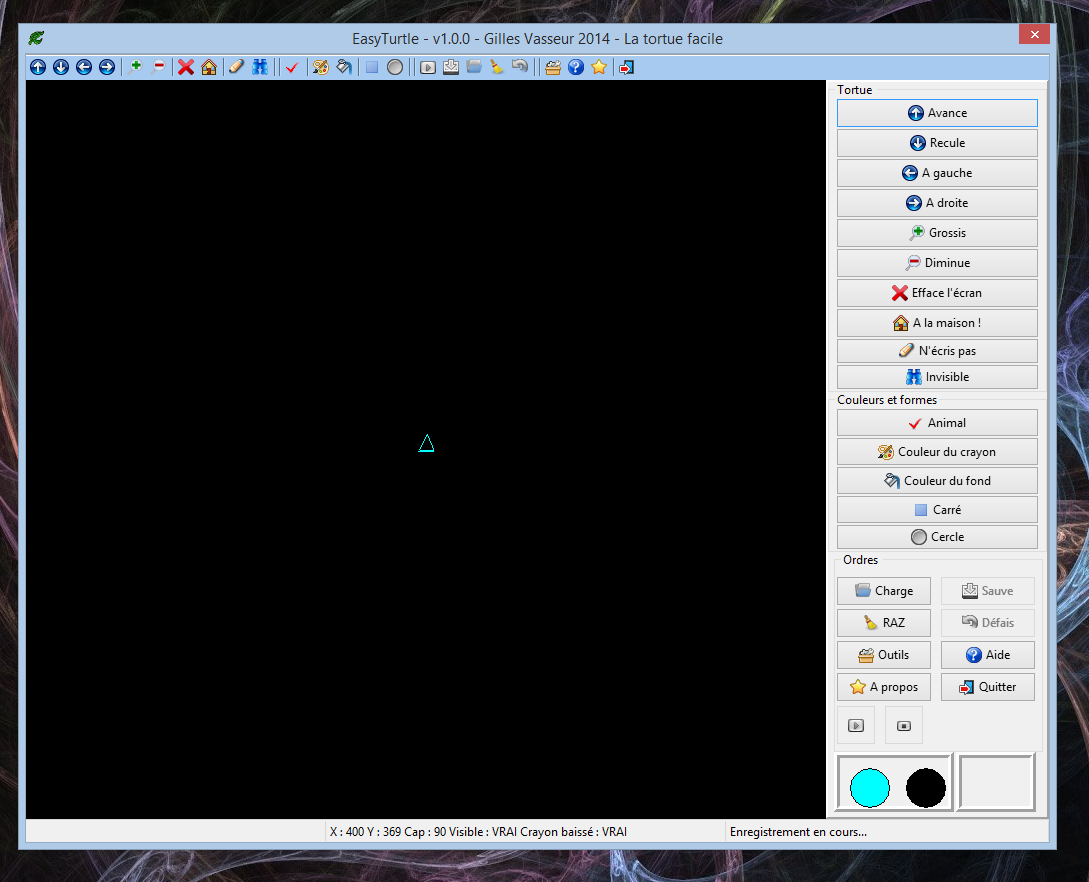 EasyTurtle - v1.0.0 - Gilles Vasseur 2014 - La tortue facile
Tortue
Avance
Recule
A gauche
A droite
Grossis
Diminue
Efface l'écran
A la maison !
N'écris pas
Invisible
Couleurs et formes
Animal
Couleur du crayon
Couleur du fond
Carré
Cercle
Ordres
Charge
Sauve
RAZ
Défais
Outils
Aide
A propos
Quitter
X : 400 Y : 369 Cap : 90 Visible : VRAI Crayon baissé : VRAI
Enregistrement en cours...